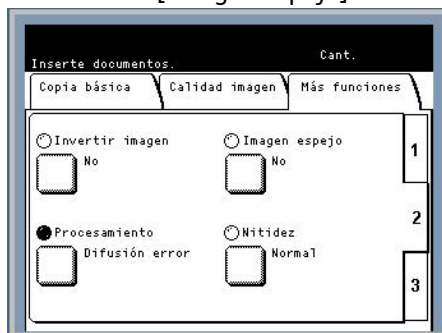 Cant.
Inserte documentos.
Copia básica Calidad imagen Más funciones
Invertir imagen Imagen espejo 1
No No
2
Procesamiento Nitidez
Difusión error Normal
3